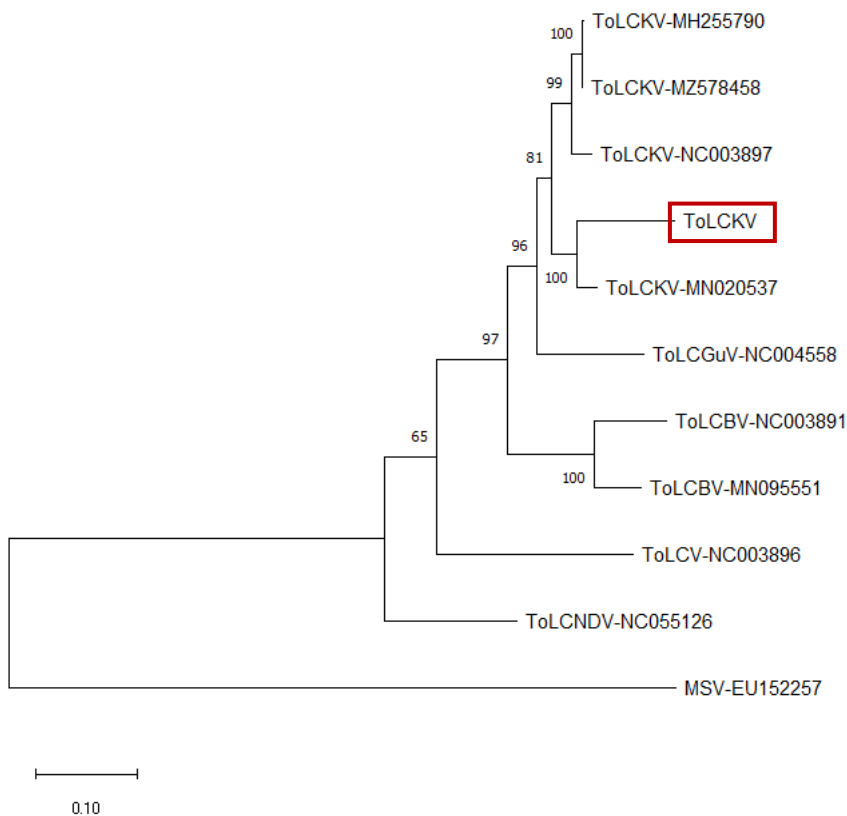 ToLCKV-MH255790
100
ToLCKV-MZ578458
99
ToLCKV-NC003897
81
ToLCKV
96
100
ToLCKV-MN020537
97
ToLCGuV-NC004558
ToLCBV-NC003891
65
100
ToLCBV-MN095551
ToLCV-NC003896
ToLCNDV-NC055126
MSV-EU152257
0.10